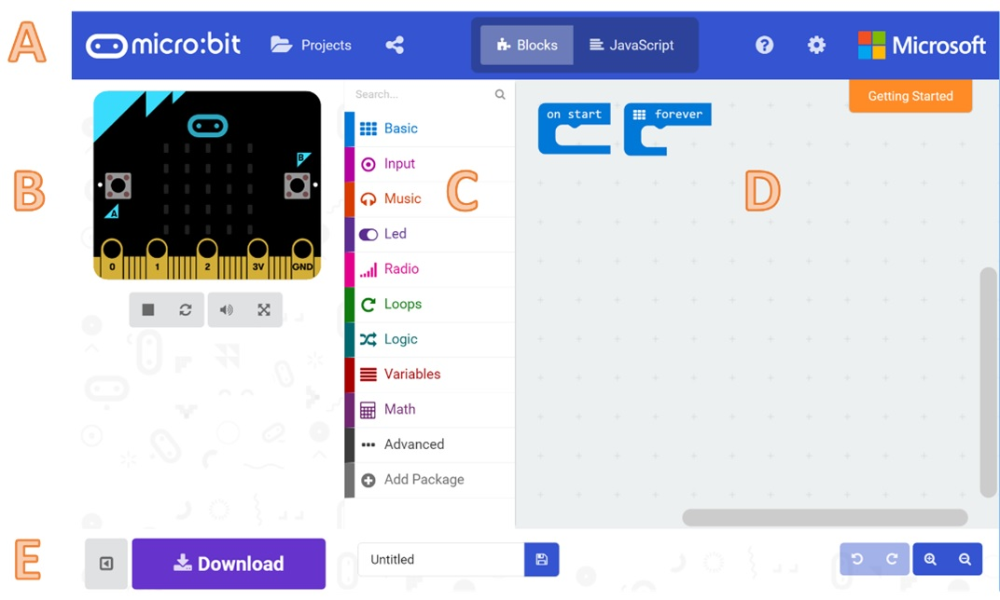 A
micro:bit
Projects
Blocks
JavaScript
?
Microsoft
Getting Started
B
A
B
0 1 2 3V GND
C
Search...
Basic
Input
Music
Led
Radio
Loops
Logic
Variables
Math
Advanced
Add Package
D
on start
forever
E
Download
Untitled